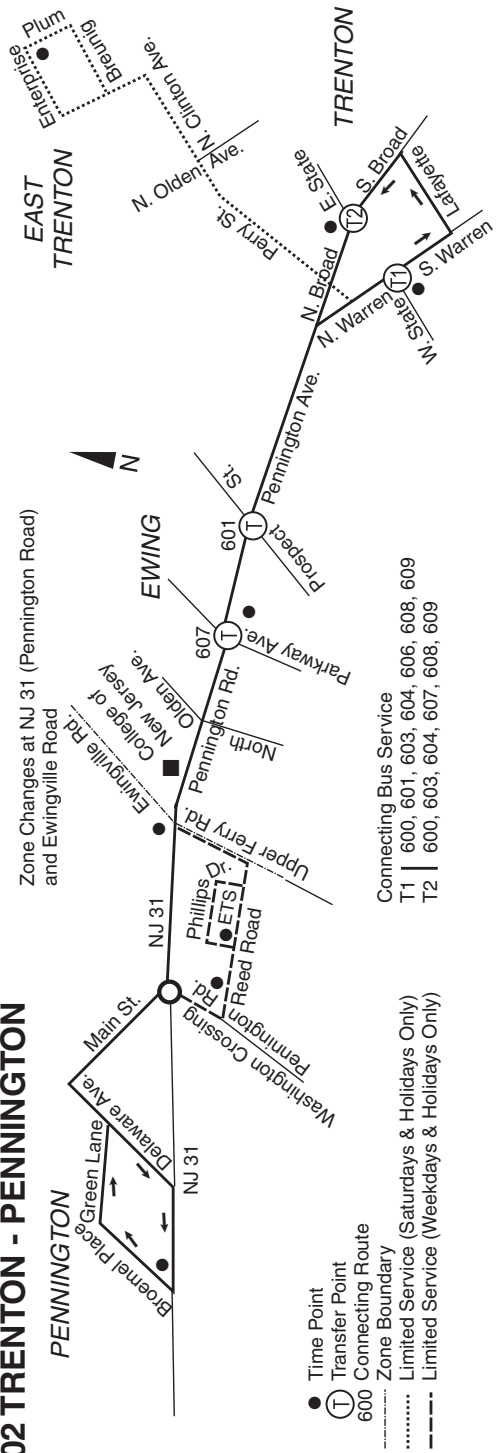 02 TRENTON - PENNINGTON
Zone Changes at NJ 31 (Pennington Road)
and Ewingville Road
PENNINGTON
Broemel Place
Green Lane
Delaware Ave.
Main St.
NJ 31
NJ 31
Washington Crossing
Pennington Rd.
Reed Road
Phillips Dr.
ETS
Upper Ferry Rd.
Ewingville Rd.
College of
New Jersey
North Olden Ave.
Pennington Rd.
607
T
Parkway Ave.
EWING
601
T
Prospect St.
N
Pennington Ave.
N. Broad
N. Warren
W. State
T1
S. Warren
Lafayette
S. Broad
T2
E. State
TRENTON
Perry St.
N. Olden Ave.
N. Clinton Ave.
EAST
TRENTON
Enterprise
Plum
Breunig
Time Point
T Transfer Point
600 Connecting Route
Zone Boundary
Limited Service (Saturdays & Holidays Only)
Limited Service (Weekdays & Holidays Only)
Connecting Bus Service
T1 | 600, 601, 603, 604, 606, 608, 609
T2 | 600, 603, 604, 607, 608, 609